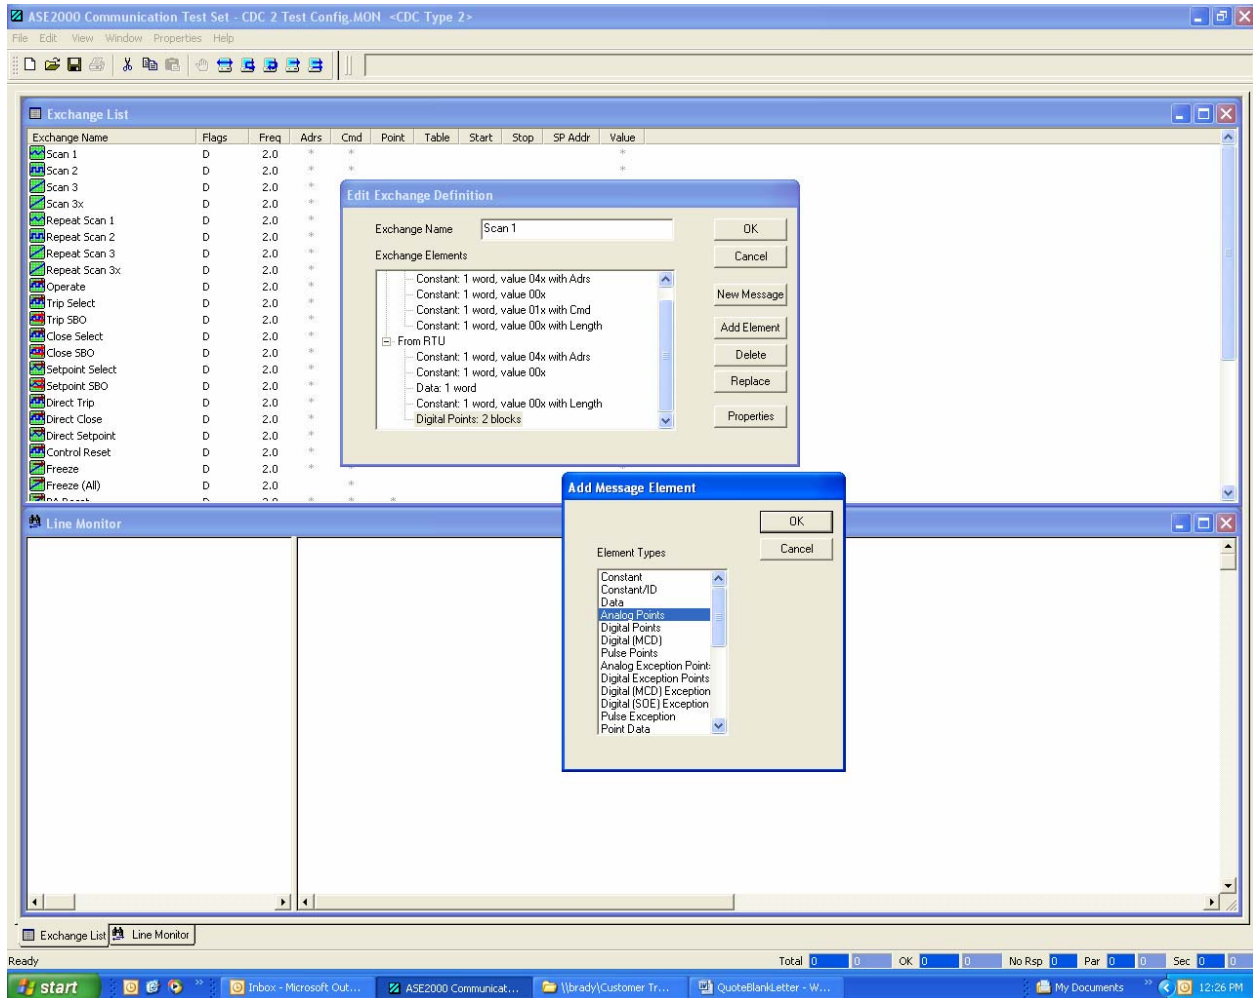 ASE2000 Communication Test Set - CDC 2 Test Config.MON <CDC Type 2>
File Edit View Window Properties Help
Exchange List
Exchange Name Flags Freq Adrs Cmd Point Table Start Stop SP Addr Value
Scan 1 D 2.0 * * *
Scan 2 D 2.0 * * *
Scan 3 D 2.0 *
Scan 3x D 2.0 *
Repeat Scan 1 D 2.0 *
Repeat Scan 2 D 2.0 *
Repeat Scan 3 D 2.0 *
Repeat Scan 3x D 2.0 *
Operate D 2.0 *
Trip Select D 2.0 *
Trip SBO D 2.0 *
Close Select D 2.0 *
Close SBO D 2.0 *
Setpoint Select D 2.0 *
Setpoint SBO D 2.0 *
Direct Trip D 2.0 *
Direct Close D 2.0 *
Direct Setpoint D 2.0 *
Control Reset D 2.0 *
Freeze D 2.0 * * *
Freeze (All) D 2.0 *
Edit Exchange Definition
Exchange Name Scan 1
OK
Exchange Elements
Cancel
Constant: 1 word, value 04x with Adrs
Constant: 1 word, value 00x
New Message
Constant: 1 word, value 01x with Cmd
Constant: 1 word, value 00x with Length
Add Element
From RTU
Constant: 1 word, value 04x with Adrs
Delete
Constant: 1 word, value 00x
Data: 1 word
Replace
Constant: 1 word, value 00x with Length
Digital Points: 2 blocks
Properties
Add Message Element
OK
Cancel
Element Types
Constant
Constant/ID
Data
Analog Points
Digital Points
Digital (MCD)
Pulse Points
Analog Exception Point
Digital Exception Points
Digital (MCD) Exception
Digital (SOE) Exception
Pulse Exception
Point Data
Line Monitor
Exchange List Line Monitor
Ready Total 0 0 OK 0 0 No Rsp 0 Par 0 0 Sec 0 0
start Inbox - Microsoft Out... ASE2000 Communicat... \\brady\Customer Tr... QuoteBlankLetter - W... My Documents 12:26 PM